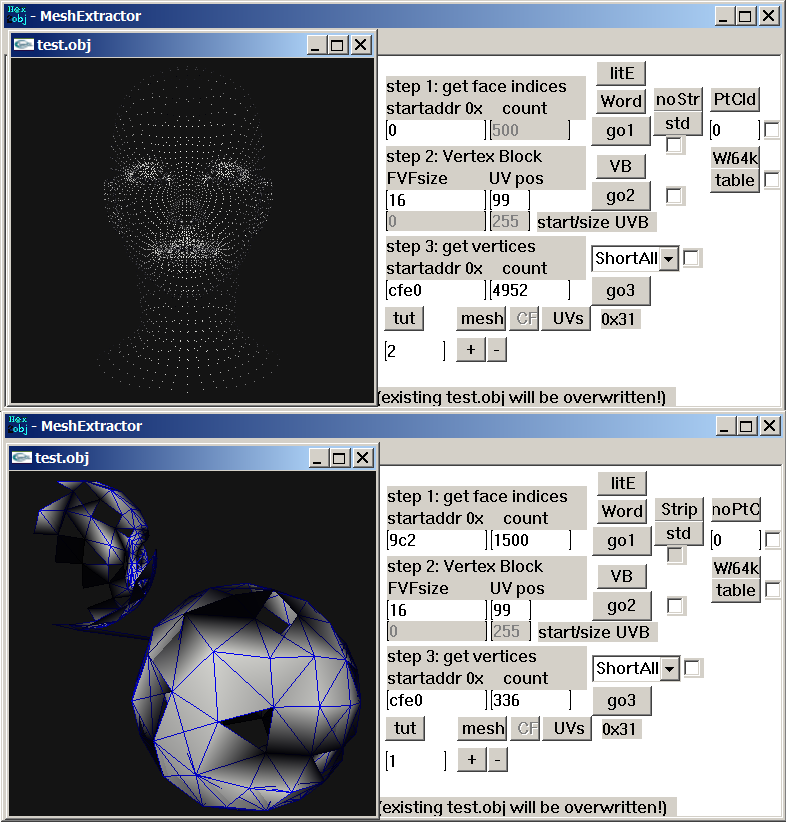 Hex
obj - MeshExtractor
test.obj
litE
step 1: get face indices
startaddr 0x count
Word noStr PtCld
0 500 go1 std 0
step 2: Vertex Block
FVFsize UV pos
VB W/64k
table
16 99 go2
0 255 start/size UVB
step 3: get vertices
startaddr 0x count
ShortAll
cfe0 4952 go3
tut mesh CF UVs 0x31
2 + -
(existing test.obj will be overwritten!)
Hex
obj - MeshExtractor
test.obj
litE
step 1: get face indices
startaddr 0x count
Word Strip noPtC
9c2 1500 go1 std 0
step 2: Vertex Block
FVFsize UV pos
VB W/64k
table
16 99 go2
0 255 start/size UVB
step 3: get vertices
startaddr 0x count
ShortAll
cfe0 336 go3
tut mesh CF UVs 0x31
1 + -
(existing test.obj will be overwritten!)